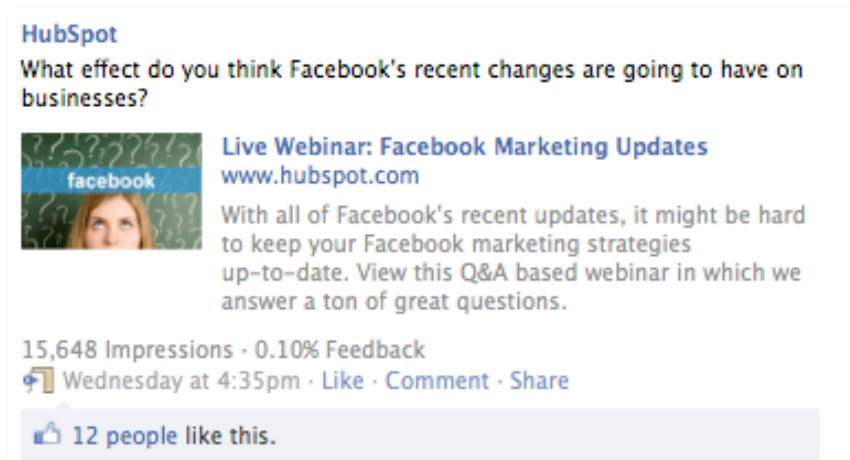 HubSpot
What effect do you think Facebook's recent changes are going to have on
businesses?
facebook
Live Webinar: Facebook Marketing Updates
www.hubspot.com
With all of Facebook's recent updates, it might be hard
to keep your Facebook marketing strategies
up-to-date. View this Q&A based webinar in which we
answer a ton of great questions.
15,648 Impressions · 0.10% Feedback
Wednesday at 4:35pm · Like · Comment · Share
12 people like this.